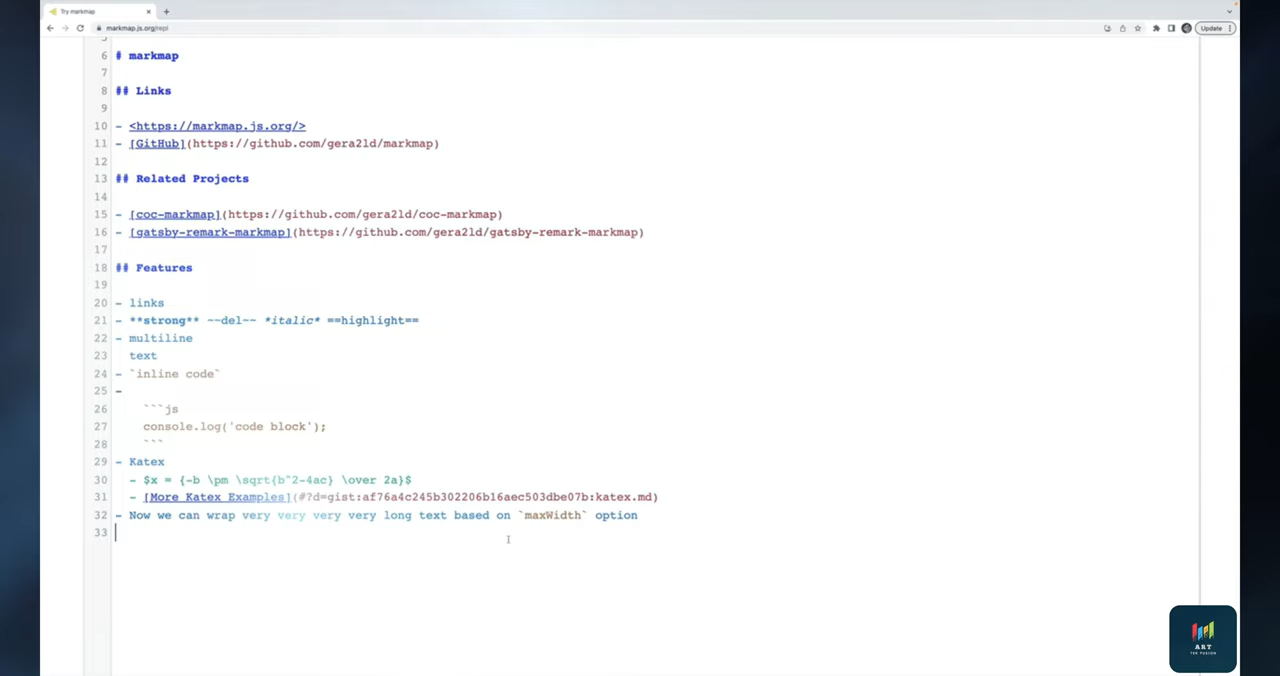 Try markmap
markmap.js.org/repl
Update
5
6 # markmap
7
8 ## Links
9
10 - <https://markmap.js.org/>
11 - [GitHub](https://github.com/gera2ld/markmap)
12
13 ## Related Projects
14
15 - [coc-markmap](https://github.com/gera2ld/coc-markmap)
16 - [gatsby-remark-markmap](https://github.com/gera2ld/gatsby-remark-markmap)
17
18 ## Features
19
20 - links
21 - **strong** ~~del~~ *italic* ==highlight==
22 - multiline
23 text
24 - `inline code`
25 -
26 ```js
27 console.log('code block');
28 ```
29 - Katex
30 - $x = {-b \pm \sqrt{b^2-4ac} \over 2a}$
31 - [More Katex Examples](#?d=gist:af76a4c245b302206b16aec503dbe07b:katex.md)
32 - Now we can wrap very very very very long text based on `maxWidth` option
33
ART
TEK FUSION